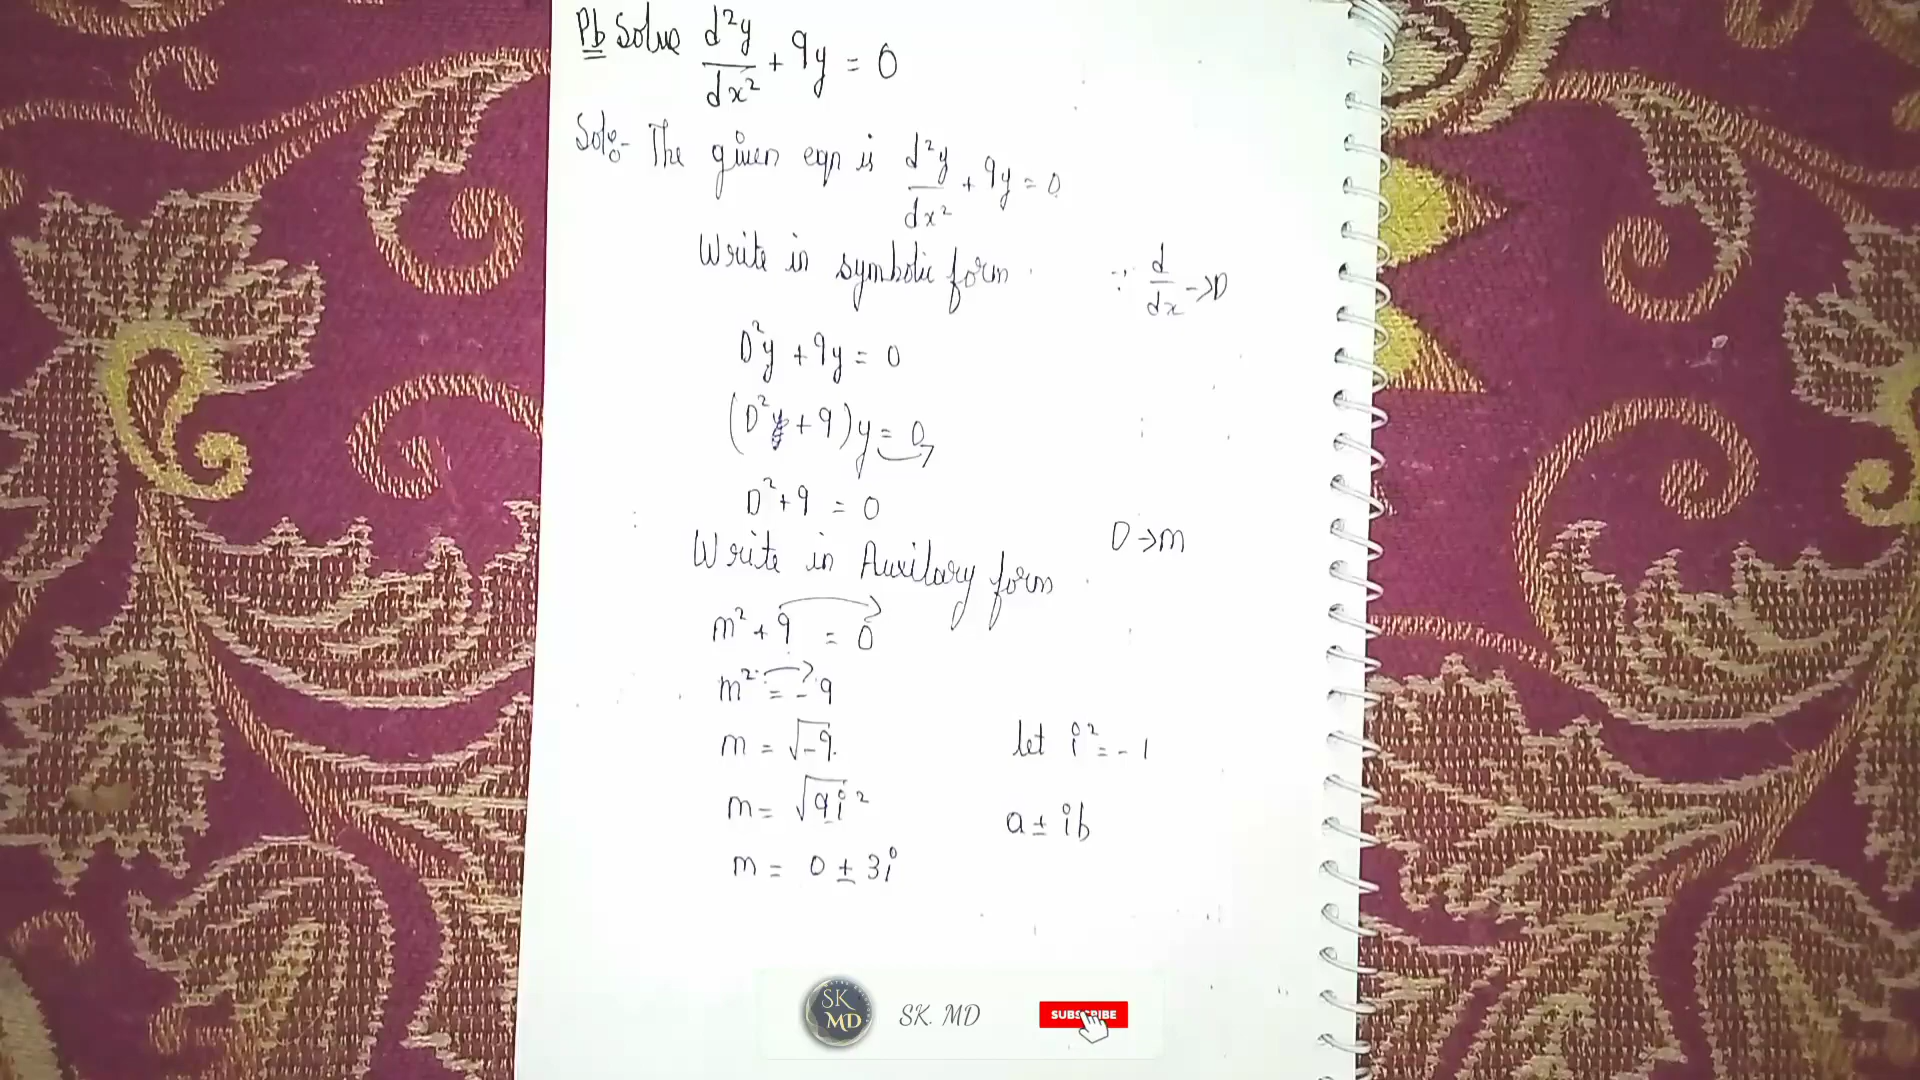 Pb Solve d²y/dx² + 9y = 0
Sol:- The given eqn is d²y/dx² + 9y = 0
Write in symbolic form ∵ d/dx -> D
D²y + 9y = 0
(D² + 9)y = 0
D² + 9 = 0
Write in Auxilary form D -> m
m² + 9 = 0
m² = -9
m = √-9. let i² = -1
m = √9i² a ± ib
m = 0 ± 3i
SK MD SK. MD SUBSCRIBE